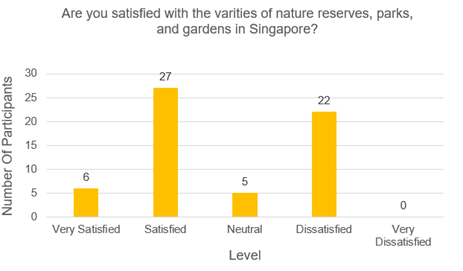 Are you satisfied with the varities of nature reserves, parks,
and gardens in Singapore?
Number Of Participants
30
25
20
15
10
5
0
6
27
5
22
0
Very Satisfied
Satisfied
Neutral
Dissatisfied
Very
Dissatisfied
Level